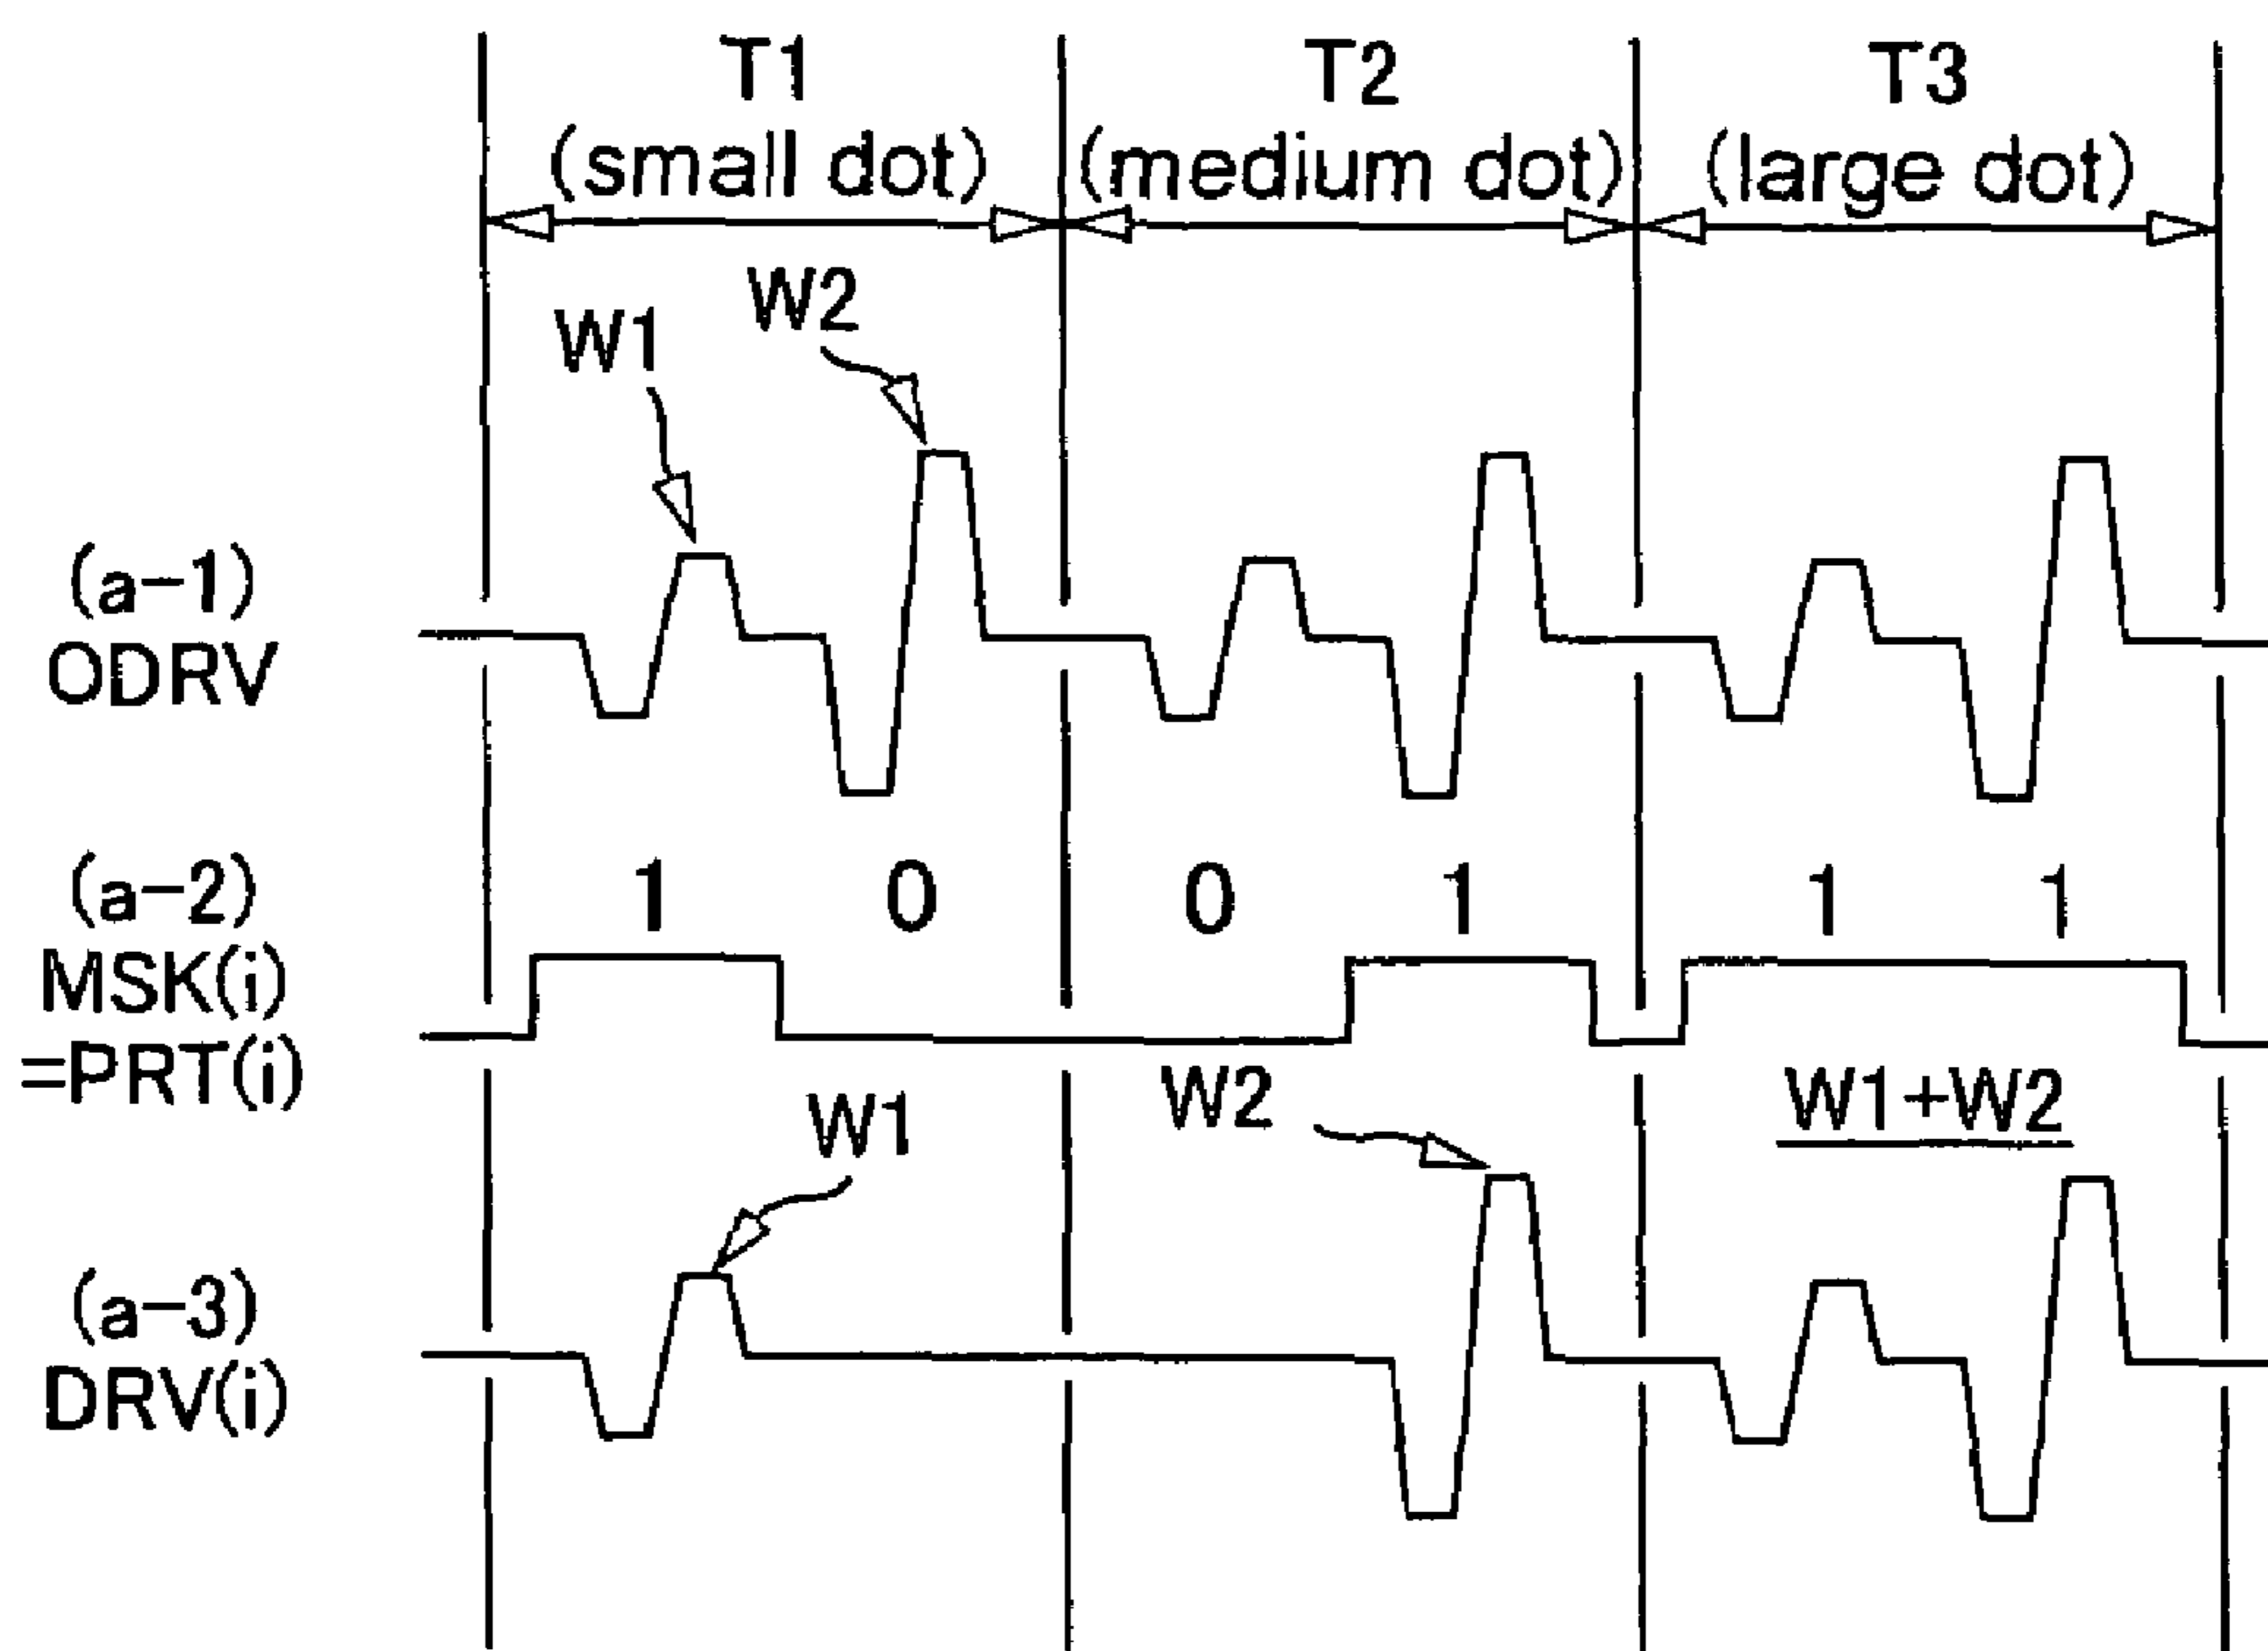 T1 T2 T3
(small dot) (medium dot) (large dot)
W2
W1
(a-1)
ODRV
(a-2) 1 0 0 1 1 1
MSK(i)
=PRT(i)
W1 W2 W1+W2
(a-3)
DRV(i)